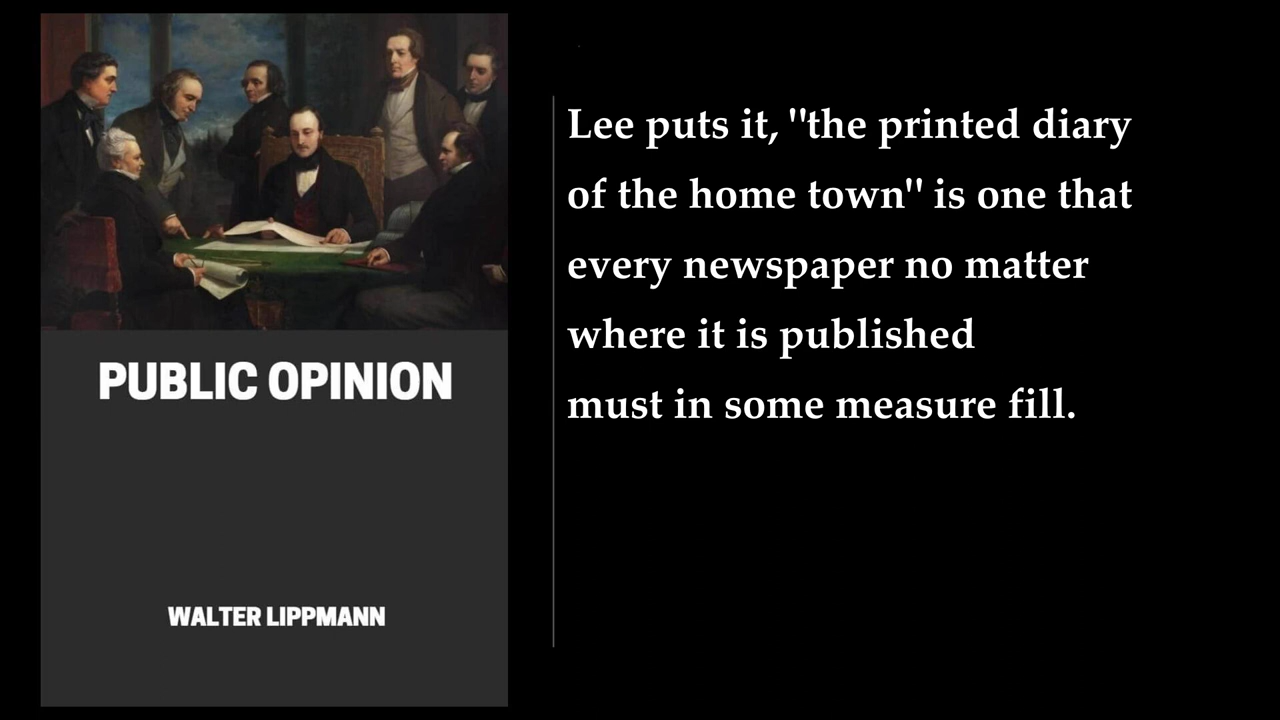 PUBLIC OPINION
WALTER LIPPMANN
Lee puts it, "the printed diary
of the home town" is one that
every newspaper no matter
where it is published
must in some measure fill.